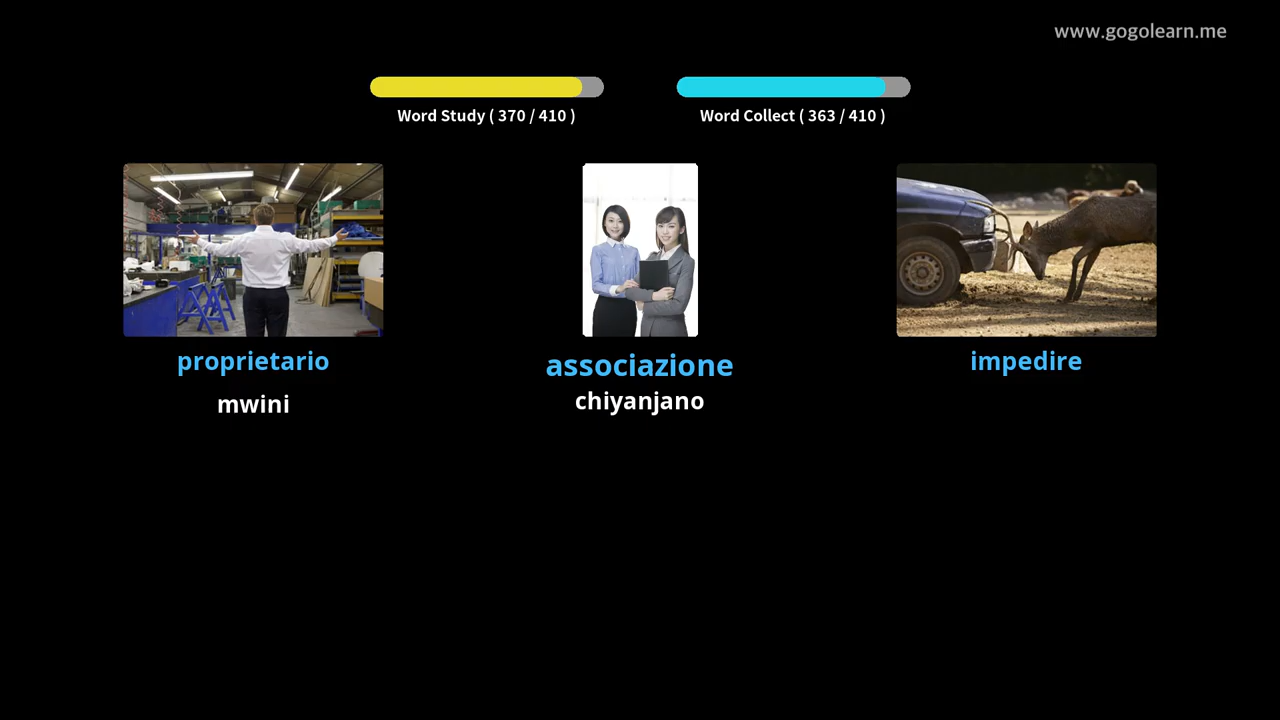 www.gogolearn.me
Word Study ( 370 / 410 )
Word Collect ( 363 / 410 )
proprietario
mwini
associazione
chiyanjano
impedire